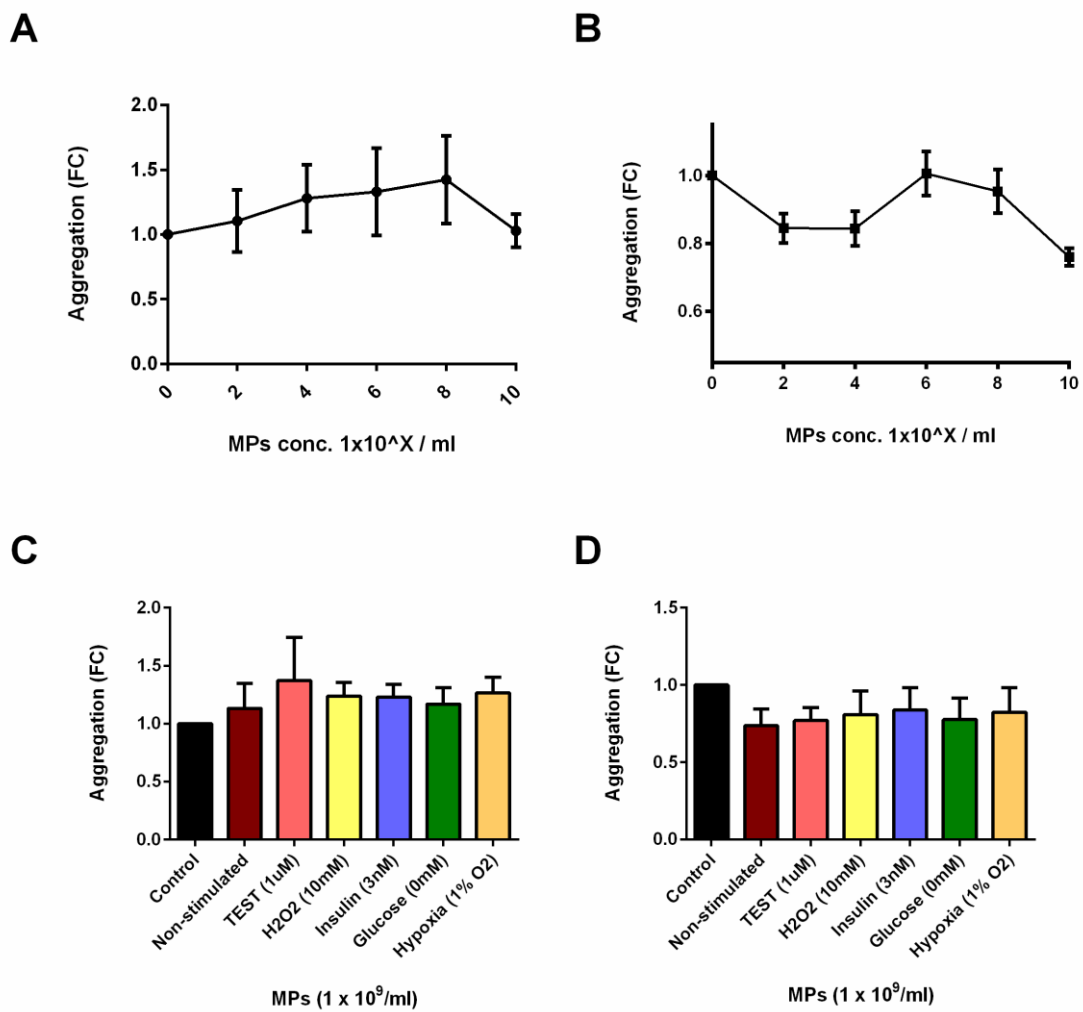 A
2.0
1.5
1.0
0.5
1.0
Aggregation (FC)
0
2
4
6
8
10
MPs conc. 1x10^X / ml
B
1.0
0.8
0.6
Aggregation (FC)
0
2
4
6
8
10
MPs conc. 1x10^X / ml
C
2.0
1.5
1.0
0.5
0.0
Aggregation (FC)
Control
Non-stimulated
TEST (1uM)
H2O2 (10mM)
Insulin (3nM)
Glucose (0mM)
Hypoxia (1% O2)
MPs (1 x 10⁹/ml)
D
1.5
1.0
0.5
0.0
Aggregation (FC)
Control
Non-stimulated
TEST (1uM)
H2O2 (10mM)
Insulin (3nM)
Glucose (0mM)
Hypoxia (1% O2)
MPs (1 x 10⁹/ml)